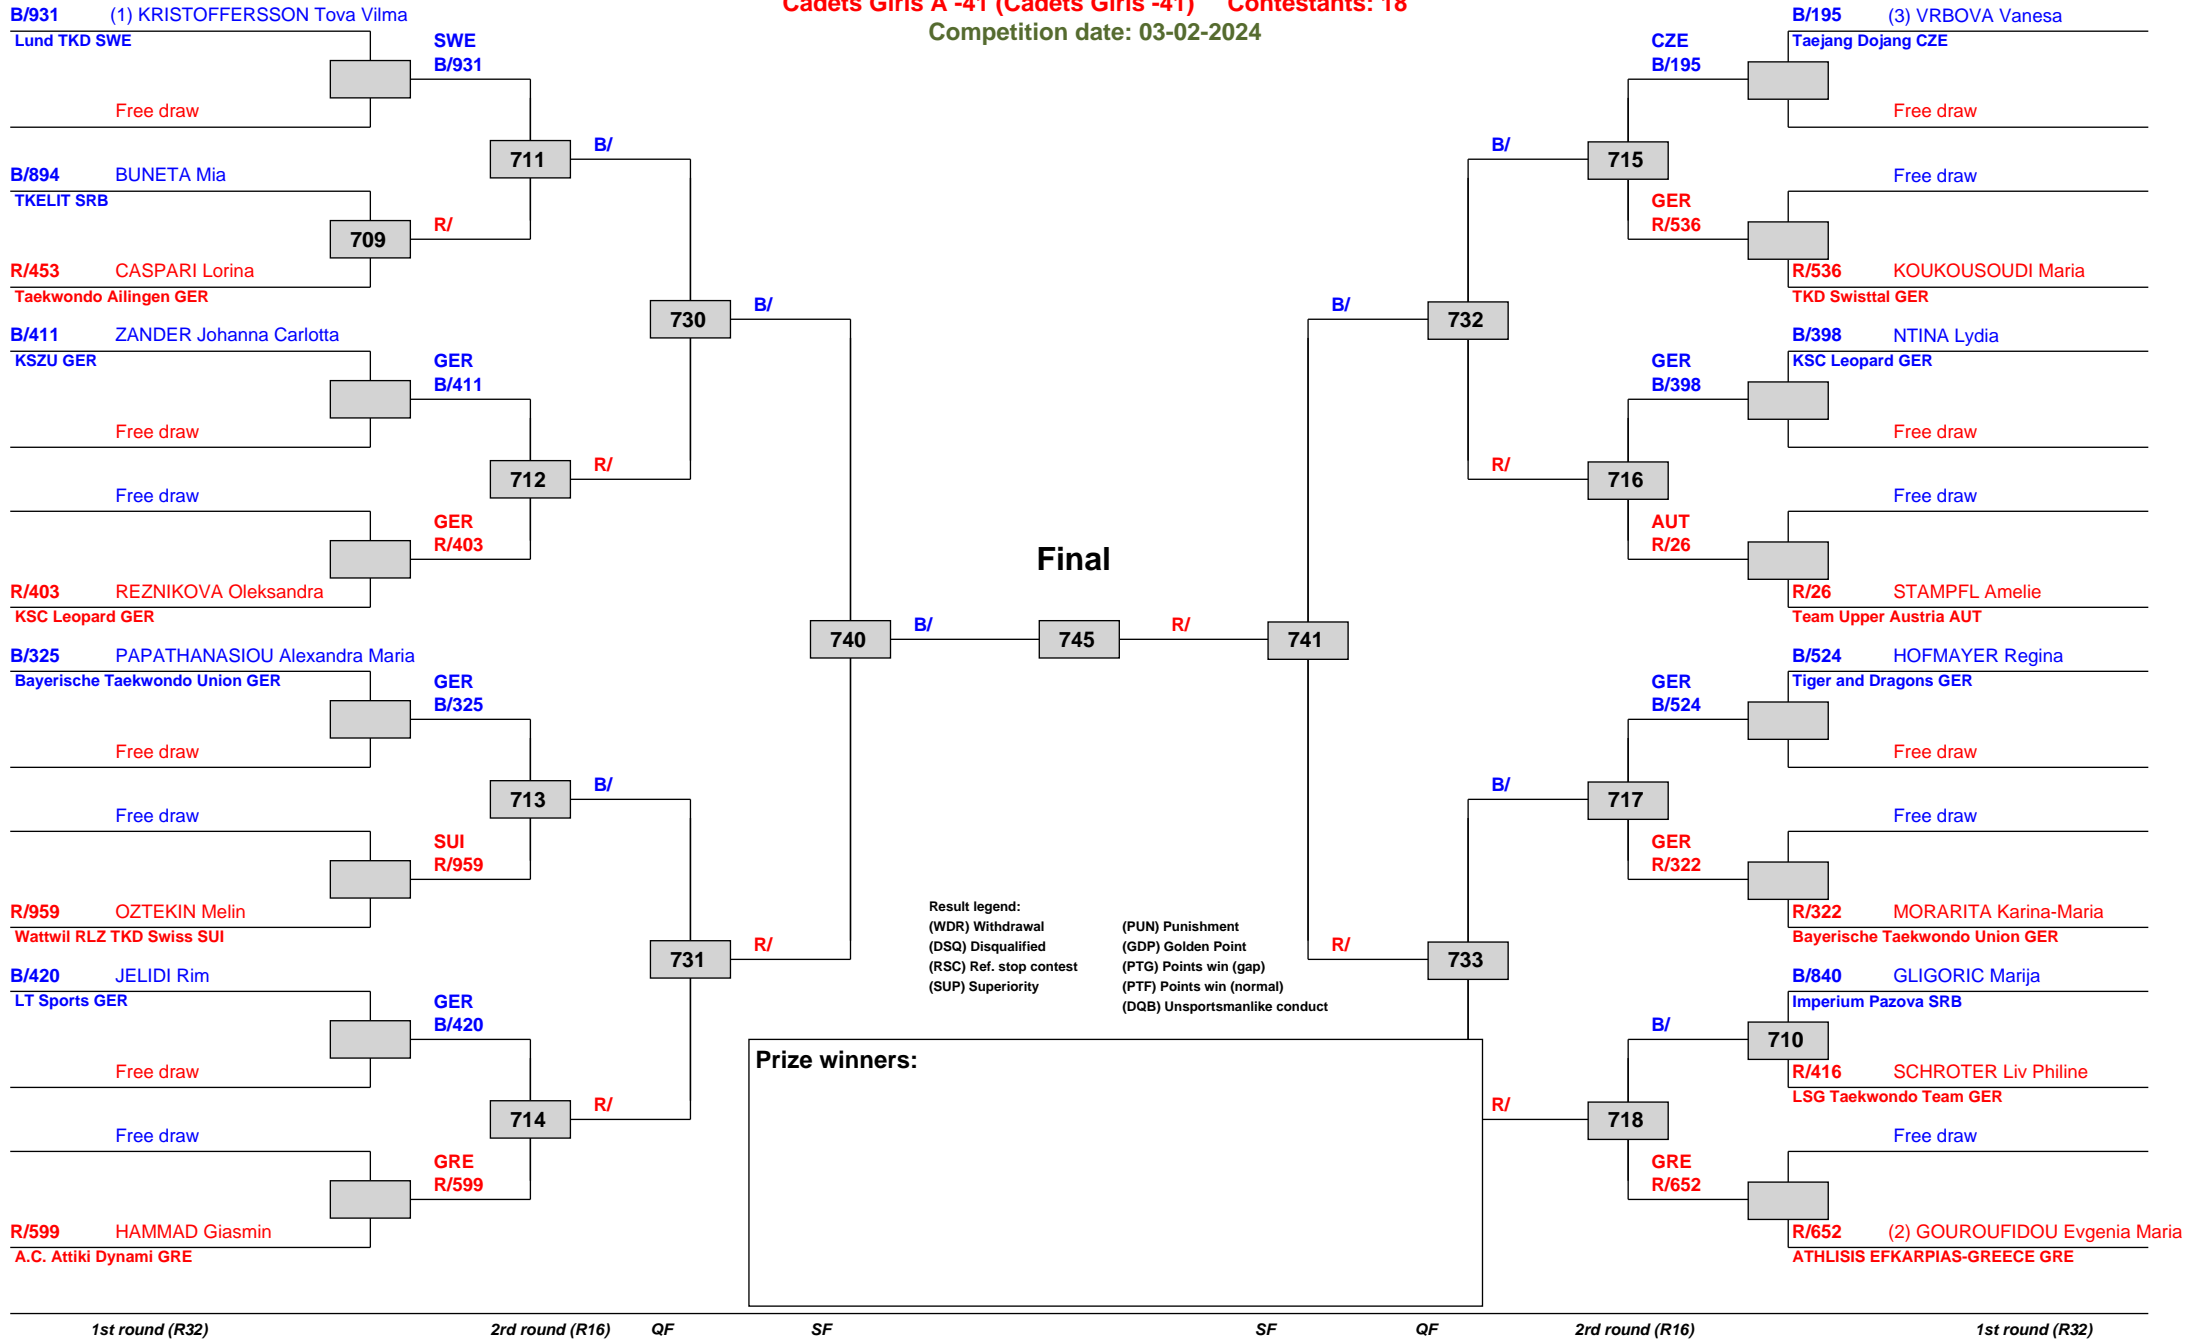 Cadets Girls A -41 (Cadets Girls -41) Contestants: 18
Competition date: 03-02-2024
B/931 (1) KRISTOFFERSSON Tova Vilma
Lund TKD SWE
Free draw
SWE
B/931
B/894 BUNETA Mia
TKELIT SRB
709
R/
R/453 CASPARI Lorina
Taekwondo Ailingen GER
711
B/
B/411 ZANDER Johanna Carlotta
KSZU GER
Free draw
GER
B/411
Free draw
GER
R/403
R/403 REZNIKOVA Oleksandra
KSC Leopard GER
712
R/
730
B/
B/325 PAPATHANASIOU Alexandra Maria
Bayerische Taekwondo Union GER
Free draw
GER
B/325
Free draw
SUI
R/959
R/959 OZTEKIN Melin
Wattwil RLZ TKD Swiss SUI
713
B/
B/420 JELIDI Rim
LT Sports GER
Free draw
GER
B/420
Free draw
GRE
R/599
R/599 HAMMAD Giasmin
A.C. Attiki Dynami GRE
714
R/
731
R/
740
B/
Final
745
R/
741
B/195 (3) VRBOVA Vanesa
Taejang Dojang CZE
Free draw
CZE
B/195
Free draw
GER
R/536
R/536 KOUKOUSOUDI Maria
TKD Swisttal GER
715
B/
B/398 NTINA Lydia
KSC Leopard GER
Free draw
GER
B/398
Free draw
AUT
R/26
R/26 STAMPFL Amelie
Team Upper Austria AUT
716
R/
732
B/
B/524 HOFMAYER Regina
Tiger and Dragons GER
Free draw
GER
B/524
Free draw
GER
R/322
R/322 MORARITA Karina-Maria
Bayerische Taekwondo Union GER
717
B/
B/840 GLIGORIC Marija
Imperium Pazova SRB
B/
710
R/416 SCHROTER Liv Philine
LSG Taekwondo Team GER
Free draw
GRE
R/652
R/652 (2) GOUROUFIDOU Evgenia Maria
ATHLISIS EFKARPIAS-GREECE GRE
718
R/
733
R/
Result legend:
(WDR) Withdrawal (PUN) Punishment
(DSQ) Disqualified (GDP) Golden Point
(RSC) Ref. stop contest (PTG) Points win (gap)
(SUP) Superiority (PTF) Points win (normal)
(DQB) Unsportsmanlike conduct
Prize winners:
1st round (R32) 2rd round (R16) QF SF SF QF 2rd round (R16) 1st round (R32)